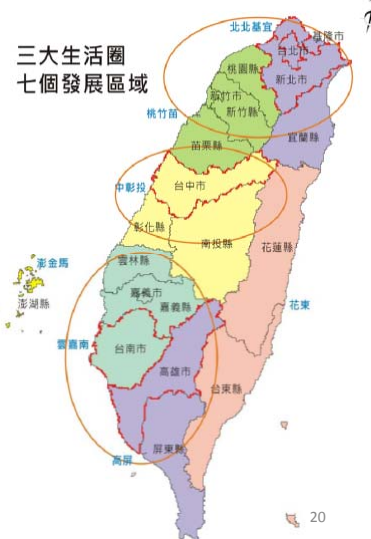 三大生活圈
七個發展區域
北北基宜
基隆市
台北市
桃園縣
新北市
新竹市
新竹縣
桃竹苗
宜蘭縣
苗栗縣
台中市
中彰投
彰化縣
南投縣
花蓮縣
雲林縣
澎金馬
嘉義市
澎湖縣
嘉義縣
花東
雲嘉南
台南市
高雄市
台東縣
屏東縣
高屏
20